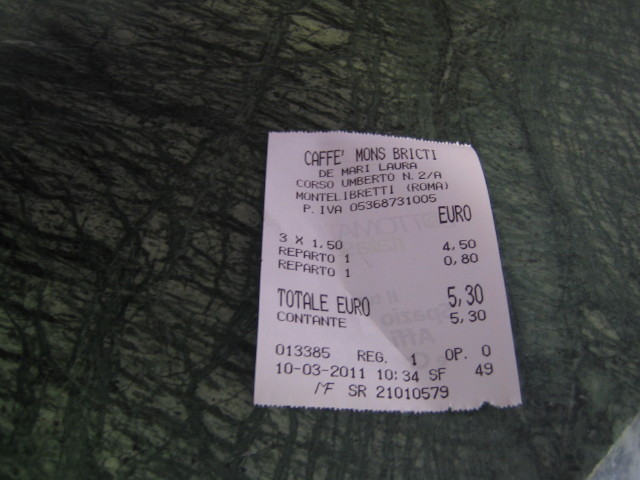 CAFFE' MONS BRICTI
DE MARI LAURA
CORSO UMBERTO N.2/A
MONTELIBRETTI (ROMA)
P.IVA 05368731005
EURO
3 X 1,50
REPARTO 1 4,50
REPARTO 1 0,80
TOTALE EURO 5,30
CONTANTE 5,30
013385 REG. 1 OP. 0
10-03-2011 10:34 SF 49
SR 21010579